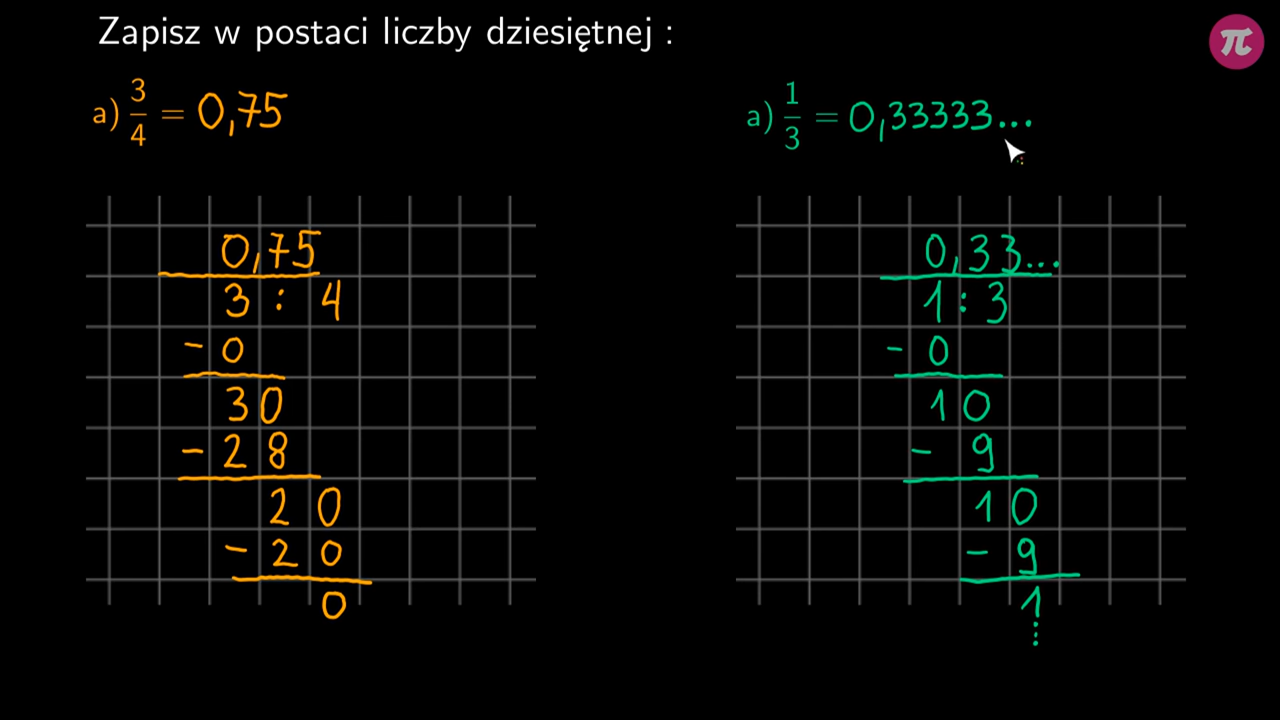 Zapisz w postaci liczby dziesiętnej :
a) 3/4 = 0,75
0,75
3 : 4
- 0
30
- 28
20
- 20
0
a) 1/3 = 0,33333...
0,33...
1 : 3
- 0
10
- 9
10
- 9
1
⋮
π